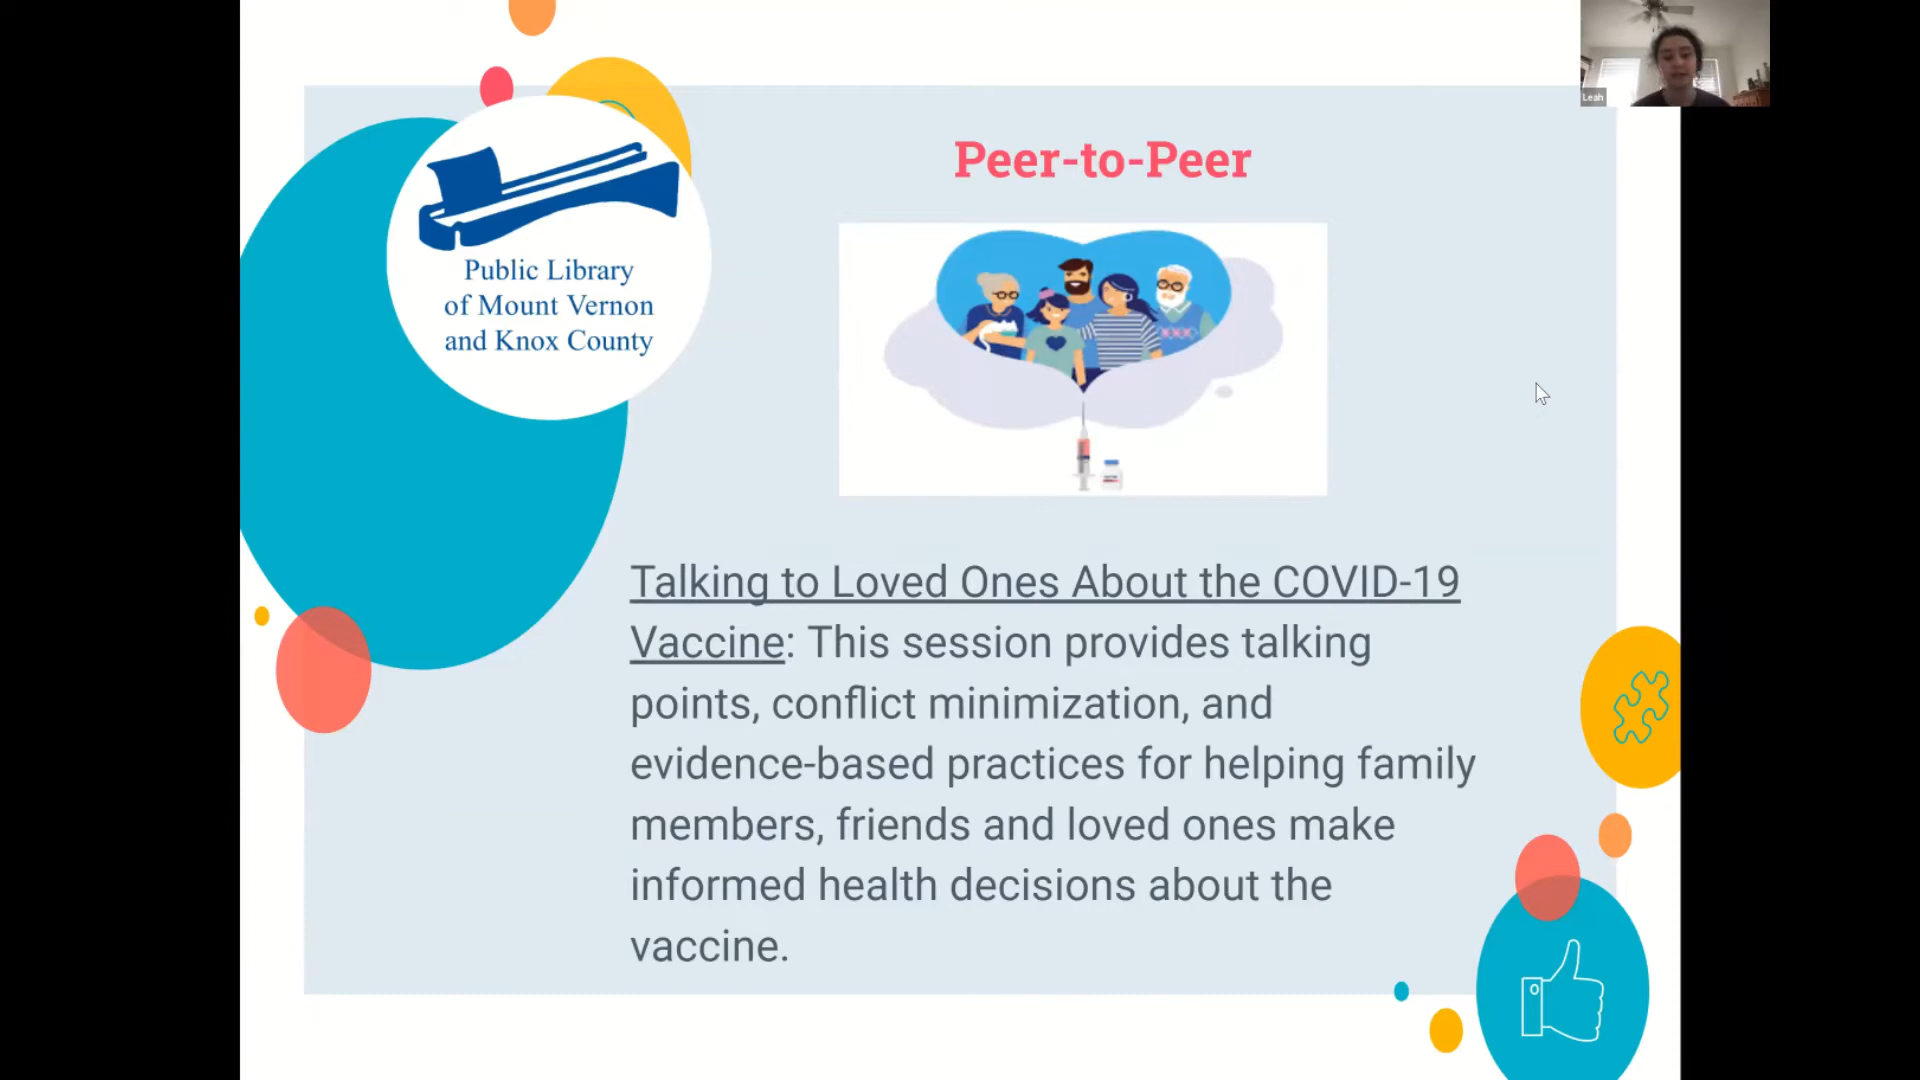 Leah
Peer-to-Peer
Public Library
of Mount Vernon
and Knox County
Talking to Loved Ones About the COVID-19
Vaccine: This session provides talking
points, conflict minimization, and
evidence-based practices for helping family
members, friends and loved ones make
informed health decisions about the
vaccine.